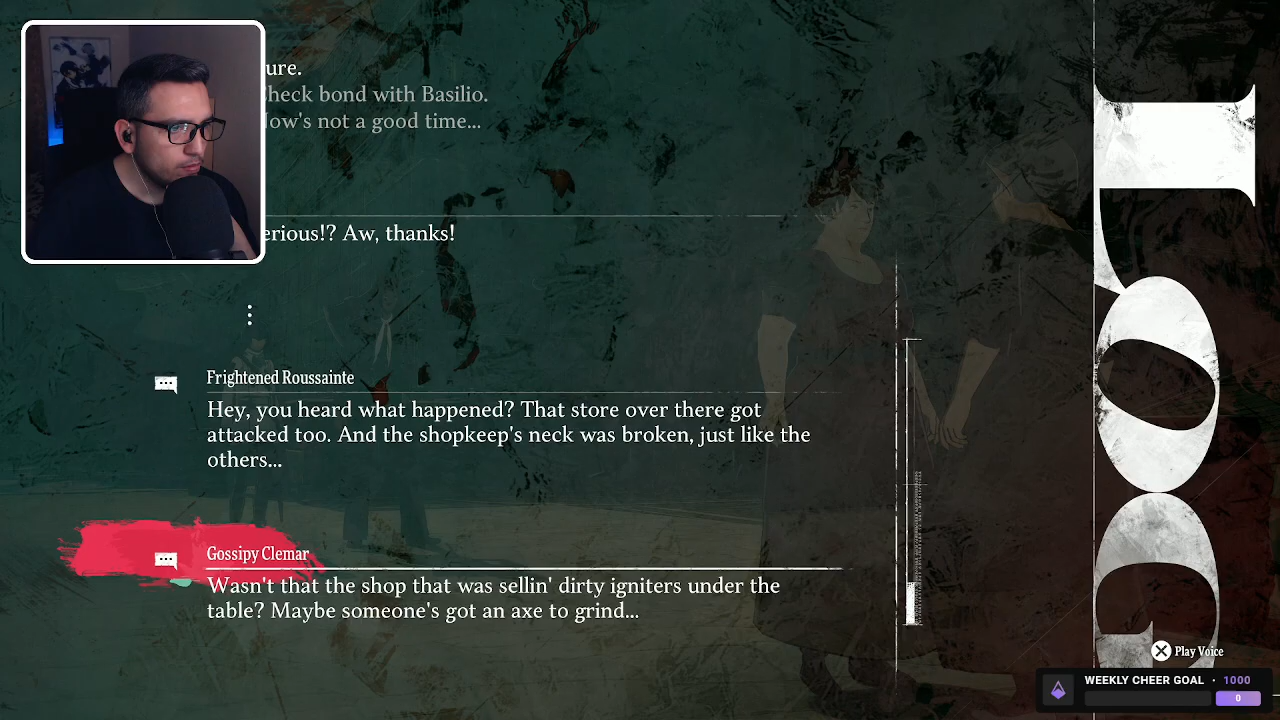 ure.
heck bond with Basilio.
ow's not a good time...
erious!? Aw, thanks!
Frightened Roussainte
Hey, you heard what happened? That store over there got
attacked too. And the shopkeep's neck was broken, just like the
others...
Gossipy Clemar
Wasn't that the shop that was sellin' dirty igniters under the
table? Maybe someone's got an axe to grind...
LOG
Play Voice
WEEKLY CHEER GOAL · 1000
0